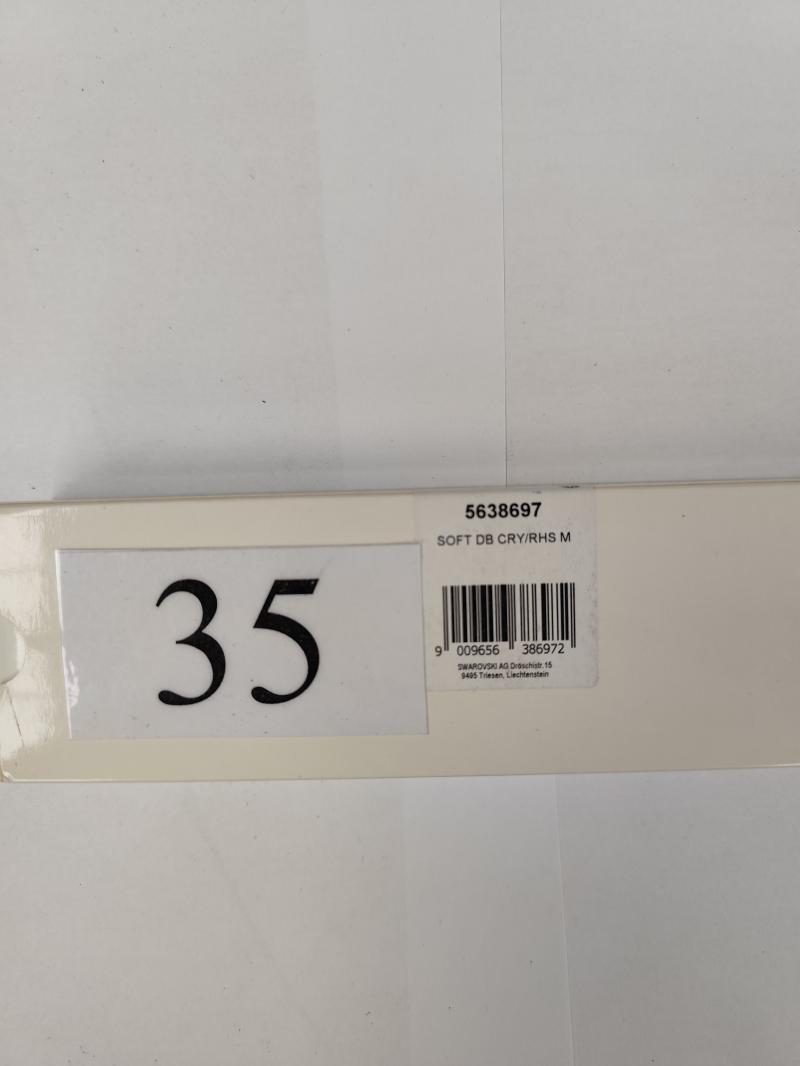 35
5638697
SOFT DB CRY/RHS M
9 009656 386972
SWAROVSKI AG Dröschistr.15
9495 Triesen, Liechtenstein